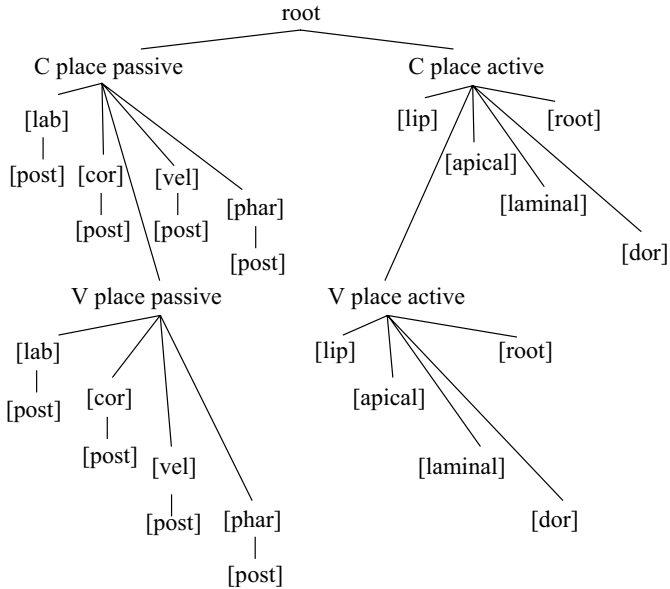 root
C place passive C place active
[lab] [lip] [root]
[post] [cor] [vel] [apical]
[phar] [laminal]
[post] [post]
[post] [dor]
V place passive V place active
[lab] [lip] [root]
[post] [cor] [apical]
[post] [vel] [laminal]
[post] [phar] [dor]
[post]